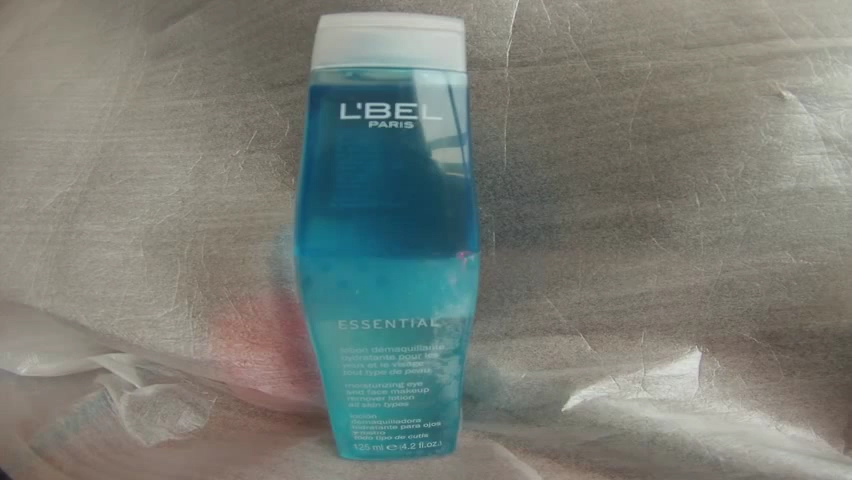 L'BEL
PARIS
ESSENTIAL
lotion démaquillante
hydratante pour les
yeux et le visage
tout type de peaux
moisturizing eye
and face makeup
remover lotion
all skin types
loción
desmaquilladora
hidratante para ojos
y rostro
todo tipo de cutis
125 ml e (4.2 fl.oz.)